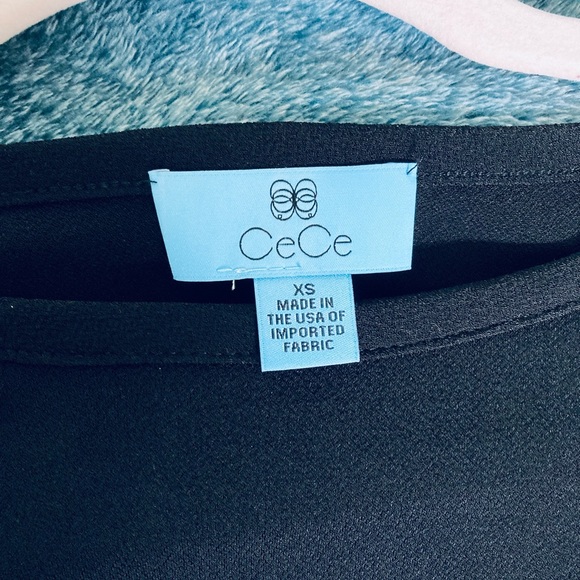 CeCe
XS
MADE IN
THE USA OF
IMPORTED
FABRIC